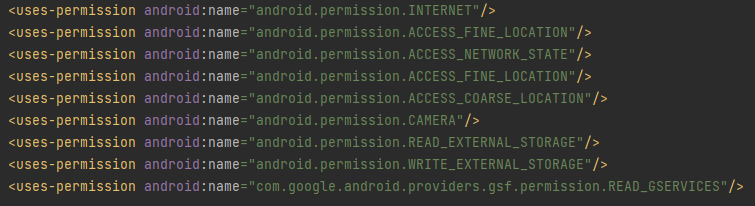 <uses-permission android:name="android.permission.INTERNET"/>
<uses-permission android:name="android.permission.ACCESS_FINE_LOCATION"/>
<uses-permission android:name="android.permission.ACCESS_NETWORK_STATE"/>
<uses-permission android:name="android.permission.ACCESS_FINE_LOCATION"/>
<uses-permission android:name="android.permission.ACCESS_COARSE_LOCATION"/>
<uses-permission android:name="android.permission.CAMERA"/>
<uses-permission android:name="android.permission.READ_EXTERNAL_STORAGE"/>
<uses-permission android:name="android.permission.WRITE_EXTERNAL_STORAGE"/>
<uses-permission android:name="com.google.android.providers.gsf.permission.READ_GSERVICES"/>